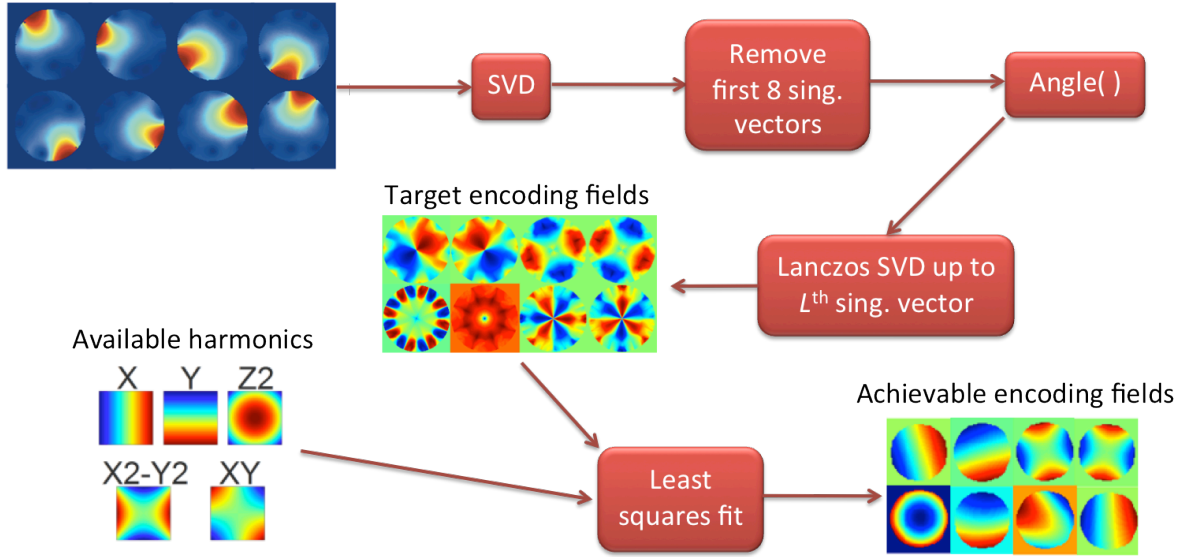 SVD
Remove
first 8 sing.
vectors
Angle( )
Target encoding fields
Lanczos SVD up to
Lth sing. vector
Available harmonics
X Y Z2
X2-Y2 XY
Least
squares fit
Achievable encoding fields